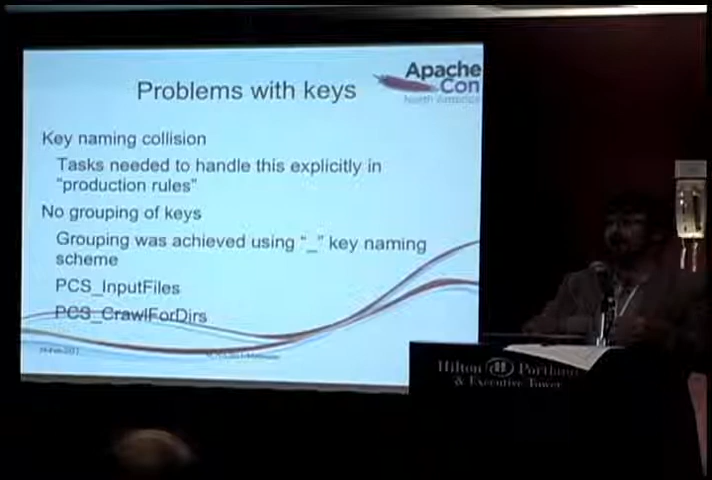 Problems with keys
Apache
Con
North America
Key naming collision
Tasks needed to handle this explicitly in
"production rules"
No grouping of keys
Grouping was achieved using "_" key naming
scheme
PCS_InputFiles
PCS_CrawlForDirs
Hilton Portland
& Executive Tower